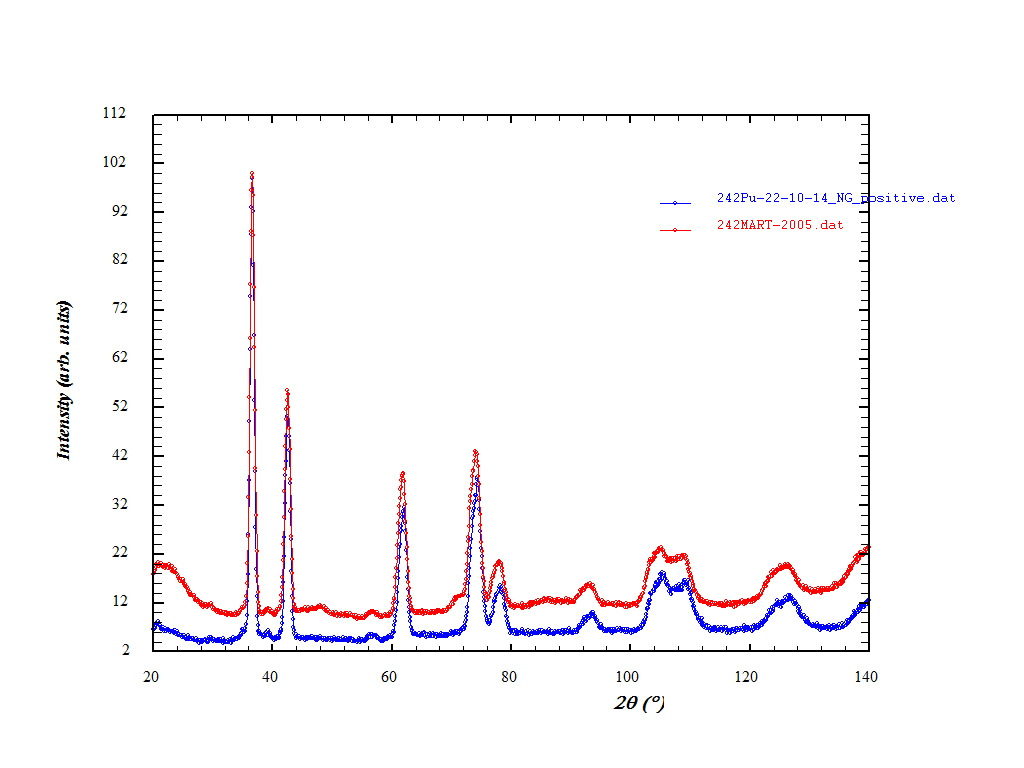 112
102
92
82
72
62
52
42
32
22
12
2
Intensity (arb. units)
242Pu-22-10-14_NG_positive.dat
242MART-2005.dat
20 40 60 80 100 120 140
2θ (°)